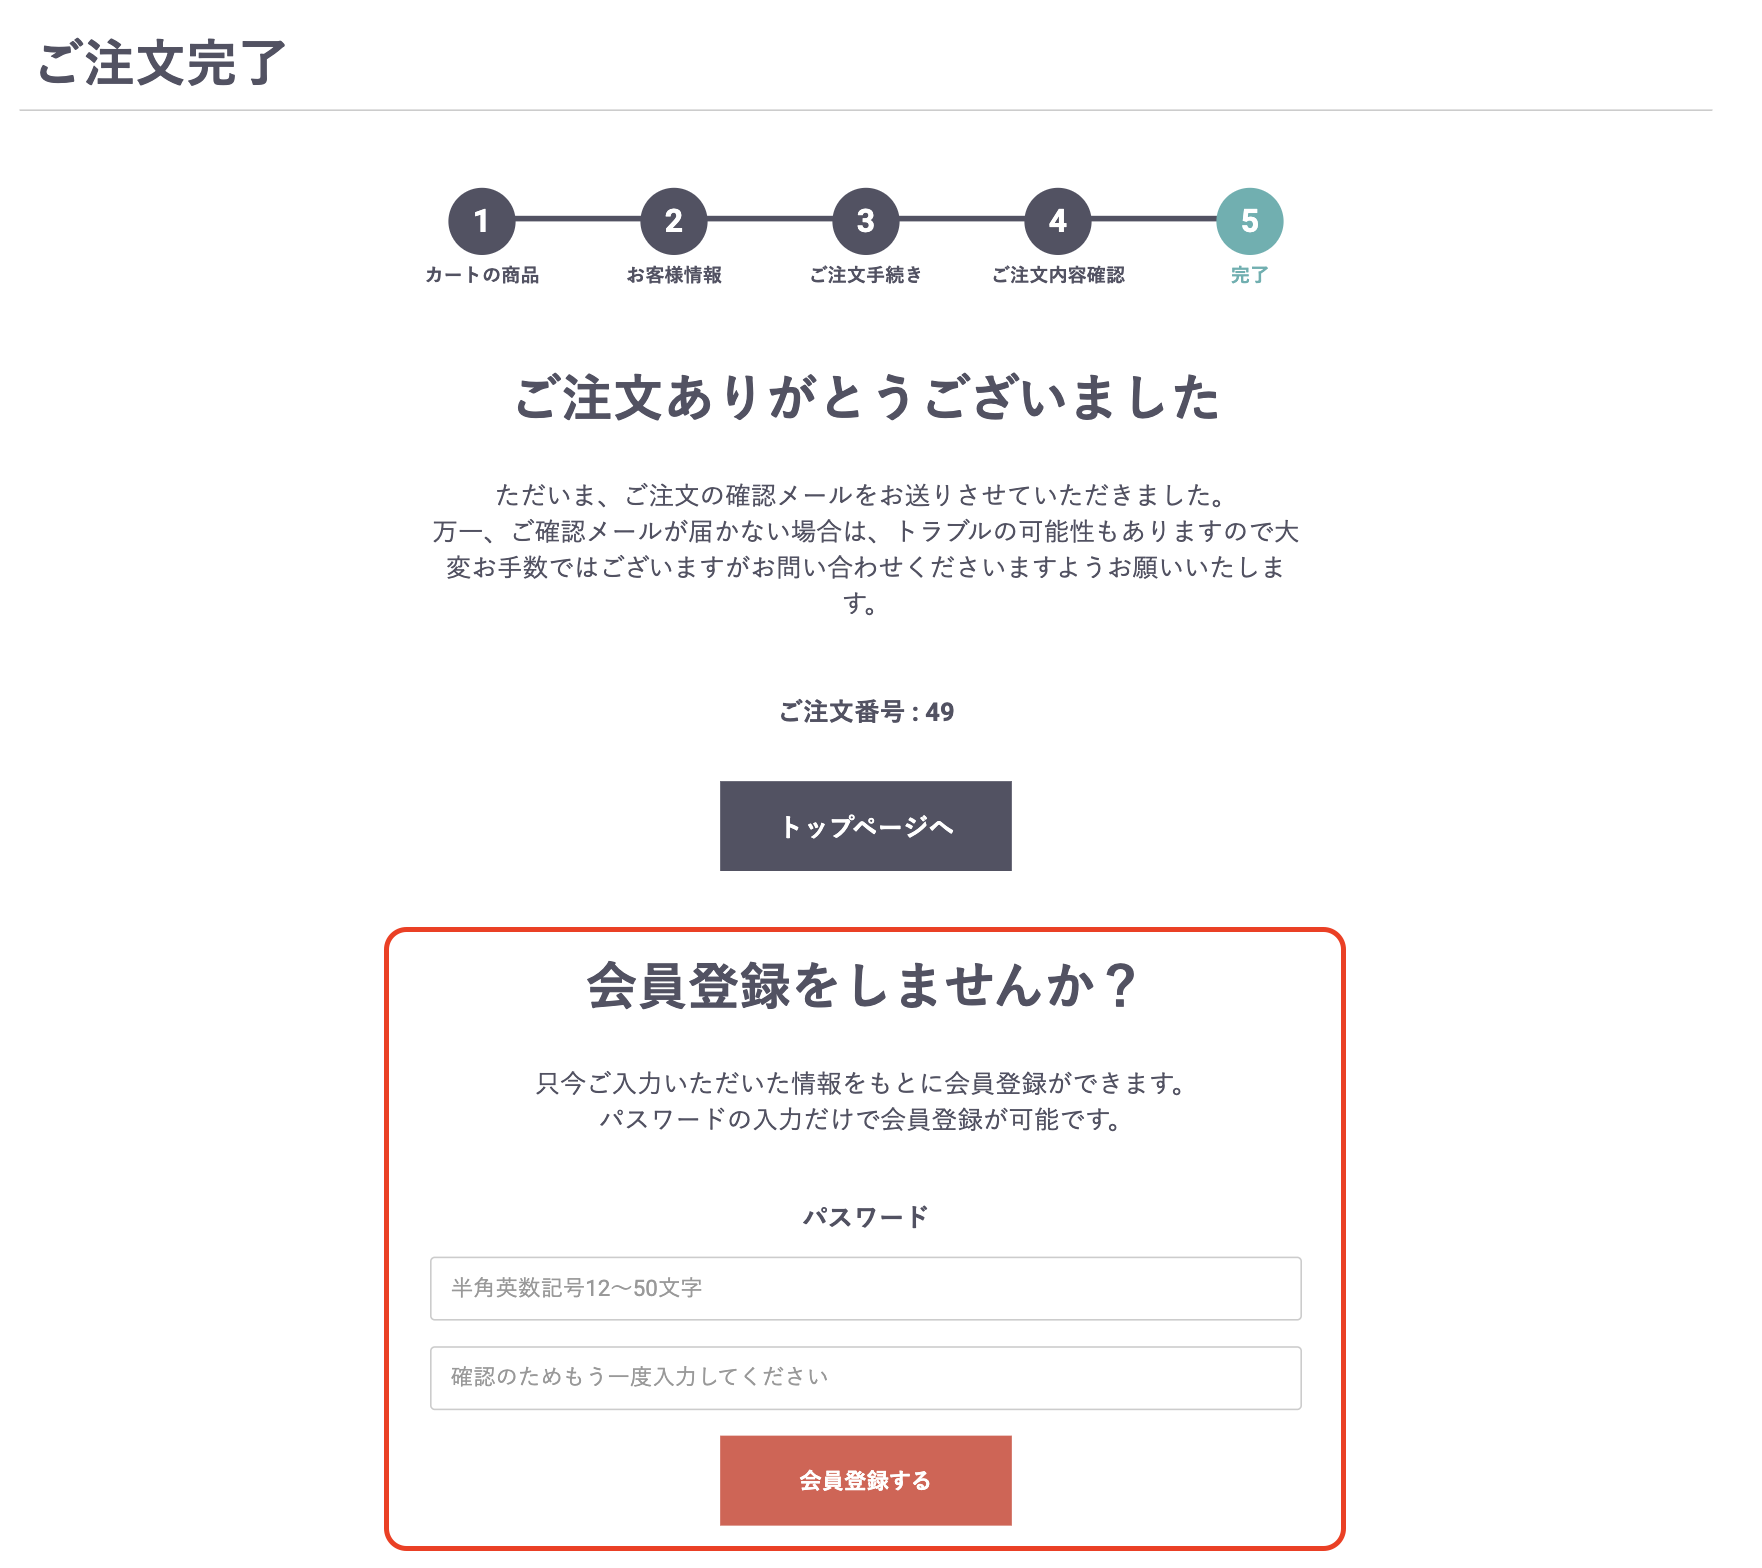 ご注文完了
1
2
3
4
5
カートの商品
お客様情報
ご注文手続き
ご注文内容確認
完了
ご注文ありがとうございました
ただいま、ご注文の確認メールをお送りさせていただきました。
万一、ご確認メールが届かない場合は、トラブルの可能性もありますので大
変お手数ではございますがお問い合わせくださいますようお願いいたしま
す。
ご注文番号 : 49
トップページへ
会員登録をしませんか？
只今ご入力いただいた情報をもとに会員登録ができます。
パスワードの入力だけで会員登録が可能です。
パスワード
半角英数記号12〜50文字
確認のためもう一度入力してください
会員登録する